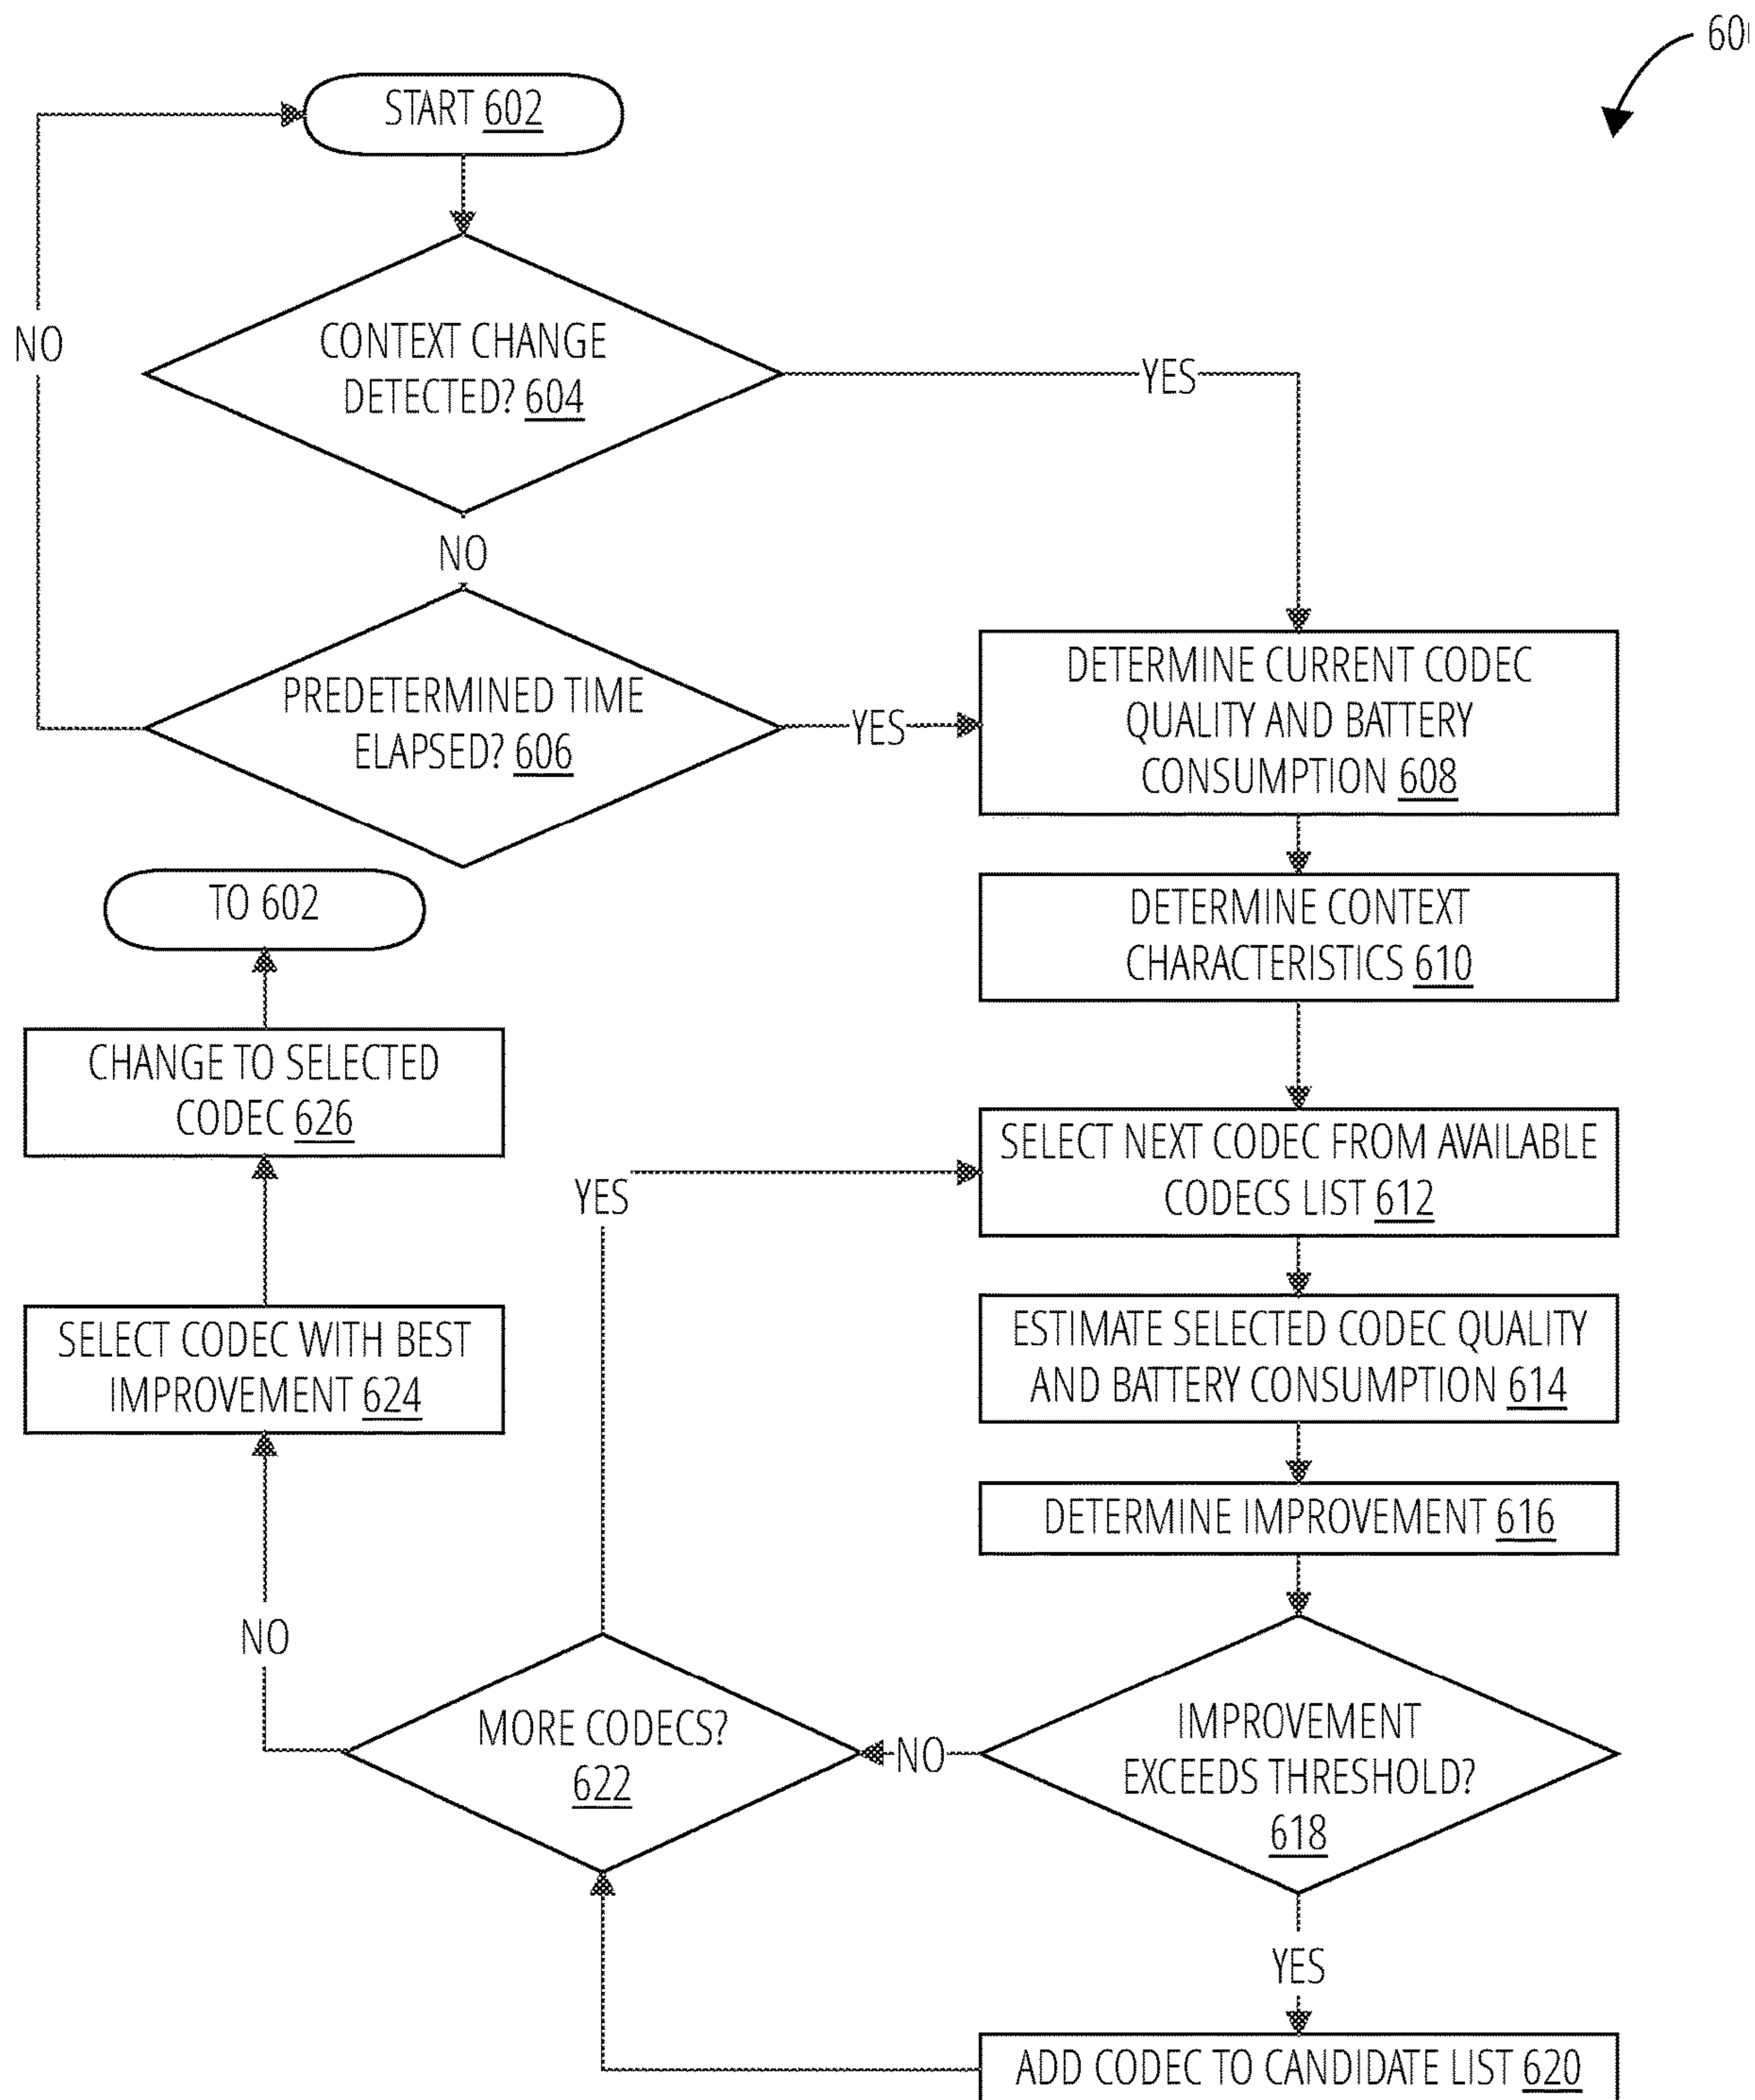 60
START 602
CONTEXT CHANGE
DETECTED? 604
YES
NO
NO
PREDETERMINED TIME
ELAPSED? 606
YES
DETERMINE CURRENT CODEC
QUALITY AND BATTERY
CONSUMPTION 608
DETERMINE CONTEXT
CHARACTERISTICS 610
SELECT NEXT CODEC FROM AVAILABLE
CODECS LIST 612
ESTIMATE SELECTED CODEC QUALITY
AND BATTERY CONSUMPTION 614
DETERMINE IMPROVEMENT 616
IMPROVEMENT
EXCEEDS THRESHOLD?
618
YES
ADD CODEC TO CANDIDATE LIST 620
NO
MORE CODECS?
622
YES
NO
SELECT CODEC WITH BEST
IMPROVEMENT 624
CHANGE TO SELECTED
CODEC 626
TO 602